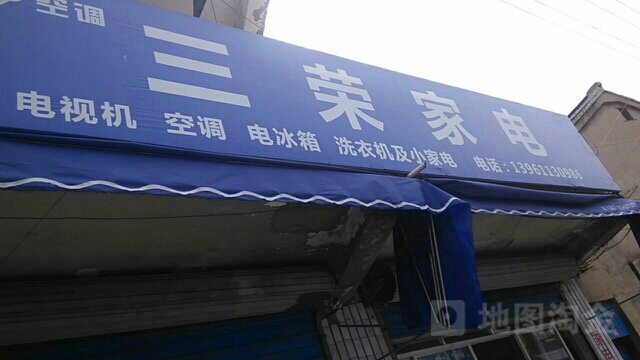 空调
三荣家电
电视机 空调 电冰箱 洗衣机及小家电 电话:13961130986
地图淘金